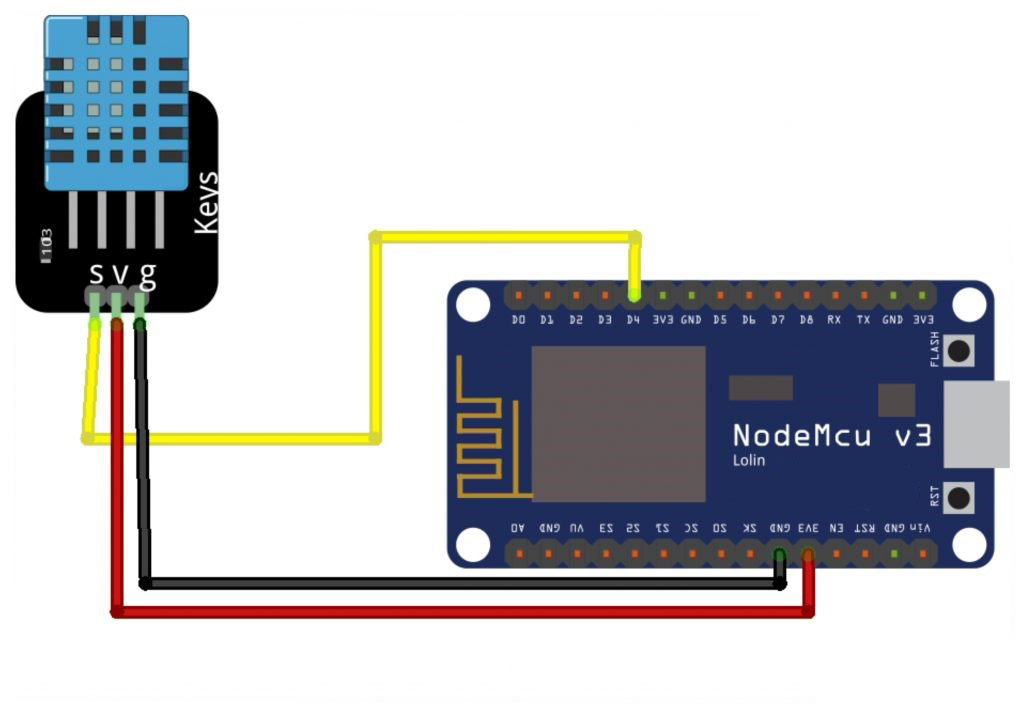 Keys
103
s v g
D0 D1 D2 D3 D4 3V3 GND D5 D6 D7 D8 RX TX GND 3V3
FLASH
NodeMcu v3
Lolin
RST
A0 GND VU S3 S2 S1 SC S0 SK GND 3V3 EN RST GND Vin